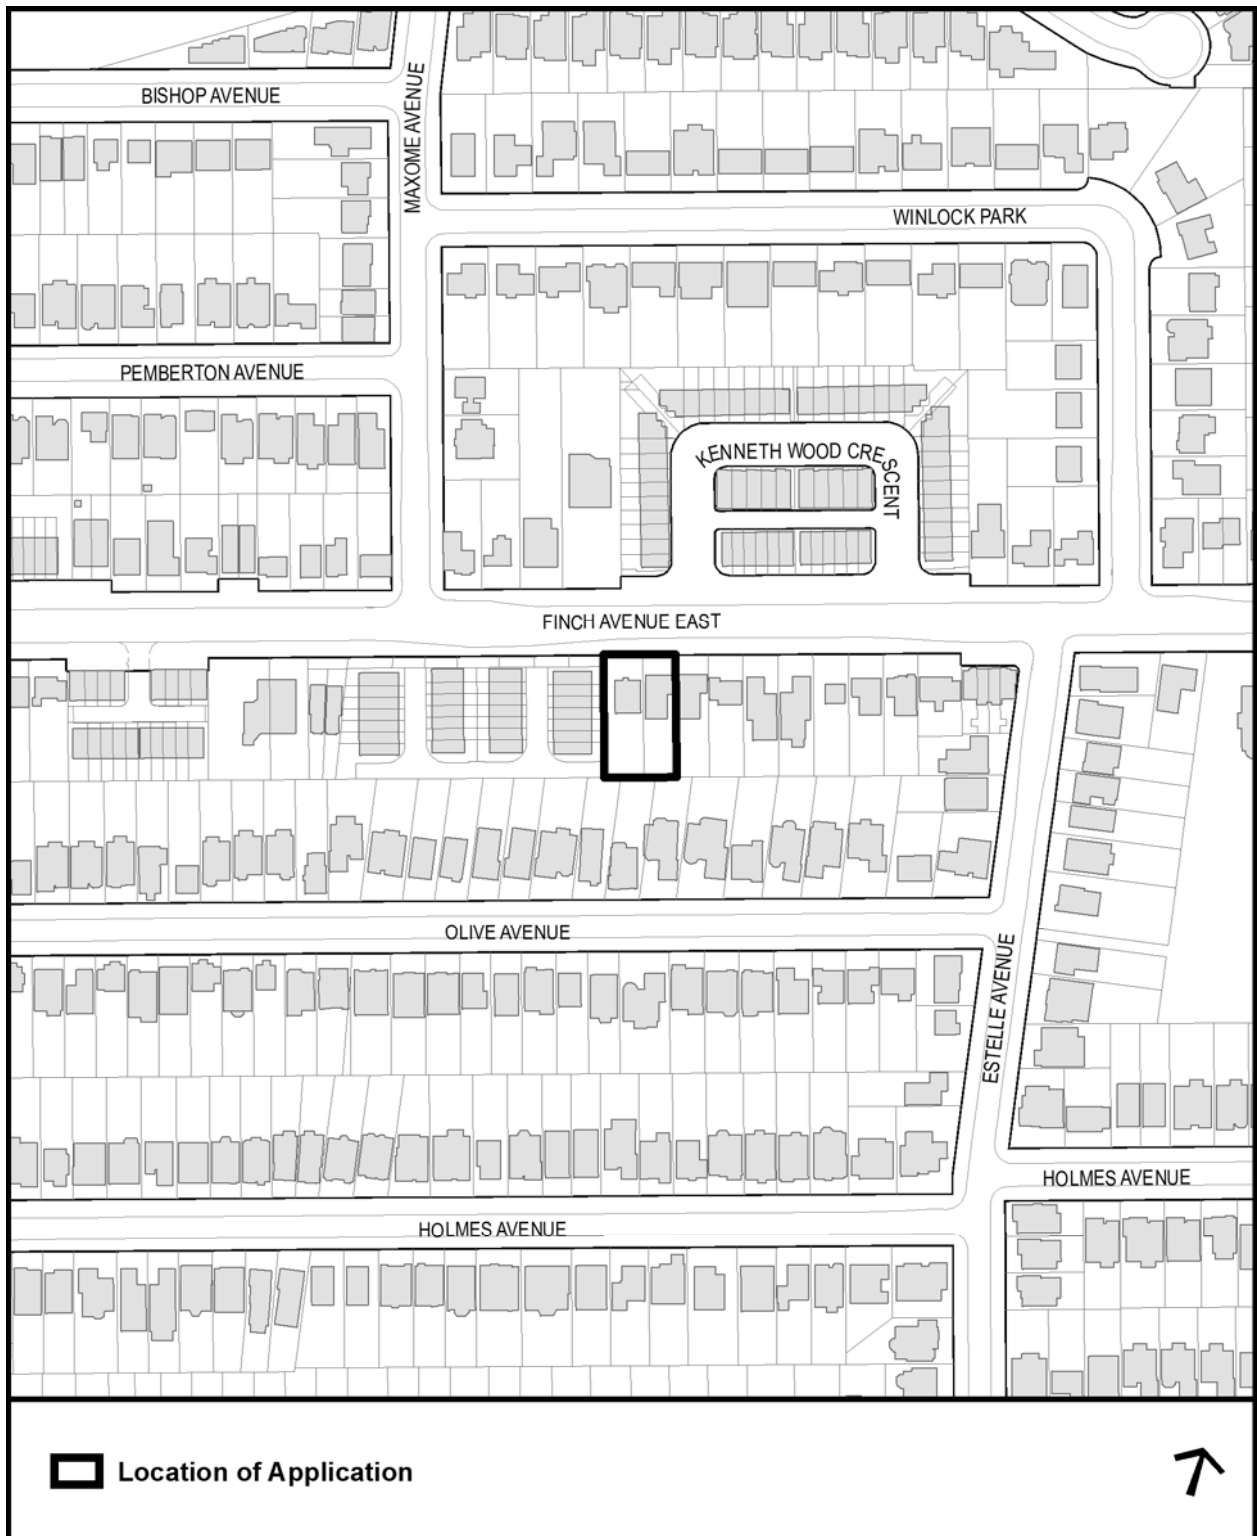 BISHOP AVENUE
MAXOME AVENUE
WINLOCK PARK
PEMBERTON AVENUE
KENNETH WOOD CRESCENT
FINCH AVENUE EAST
OLIVE AVENUE
ESTELLE AVENUE
HOLMES AVENUE
HOLMES AVENUE
Location of Application